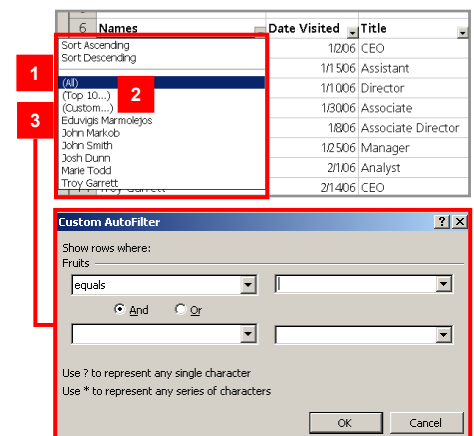 6 Names Date Visited Title
Sort Ascending
Sort Descending
1/2/06 CEO
1/15/06 Assistant
1
(All)
1/10/06 Director
(Top 10...)
2
(Custom...)
1/30/06 Associate
3
Eduvigis Marmolejos
1/8/06 Associate Director
John Markob
John Smith
1/25/06 Manager
Josh Dunn
Marie Todd
2/1/06 Analyst
Troy Garrett
Troy Garrett 2/14/06 CEO
Custom AutoFilter
Show rows where:
Fruits
equals
And Or
Use ? to represent any single character
Use * to represent any series of characters
OK Cancel